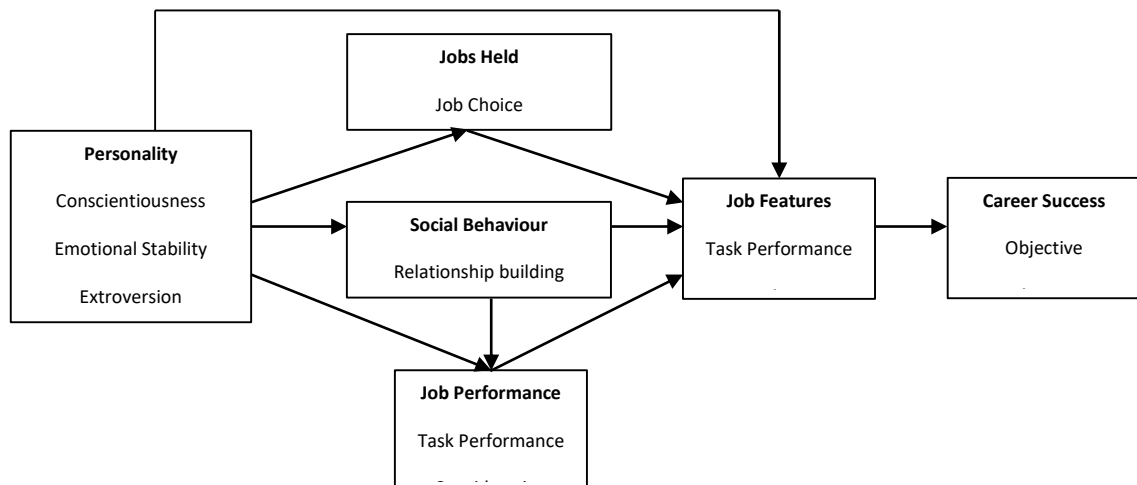 Jobs Held
Job Choice
Personality
Conscientiousness
Emotional Stability
Extroversion
Social Behaviour
Relationship building
Job Features
Task Performance
Career Success
Objective
Job Performance
Task Performance